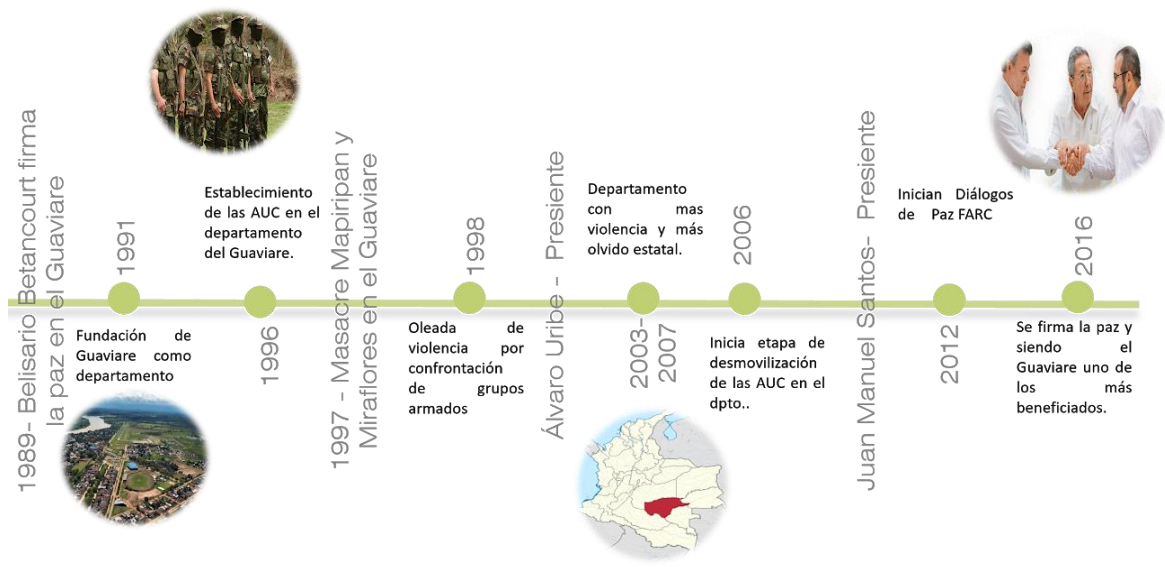 1989- Belisario Betancourt firma
la paz en el Guaviare
1991
Fundación de
Guaviare como
departamento
Establecimiento
de las AUC en el
departamento
del Guaviare.
1996
1997 - Masacre Mapiripan y
Miraflores en el Guaviare
1998
Oleada de
violencia por
confrontación
de grupos
armados
Álvaro Uribe - Presiente
Departamento
con mas
violencia y más
olvido estatal.
2003-
2007
2006
Inicia etapa de
desmovilización
de las AUC en el
dpto..
Juan Manuel Santos- Presiente
Inician Diálogos
de Paz FARC
2012
2016
Se firma la paz y
siendo el
Guaviare uno de
los más
beneficiados.